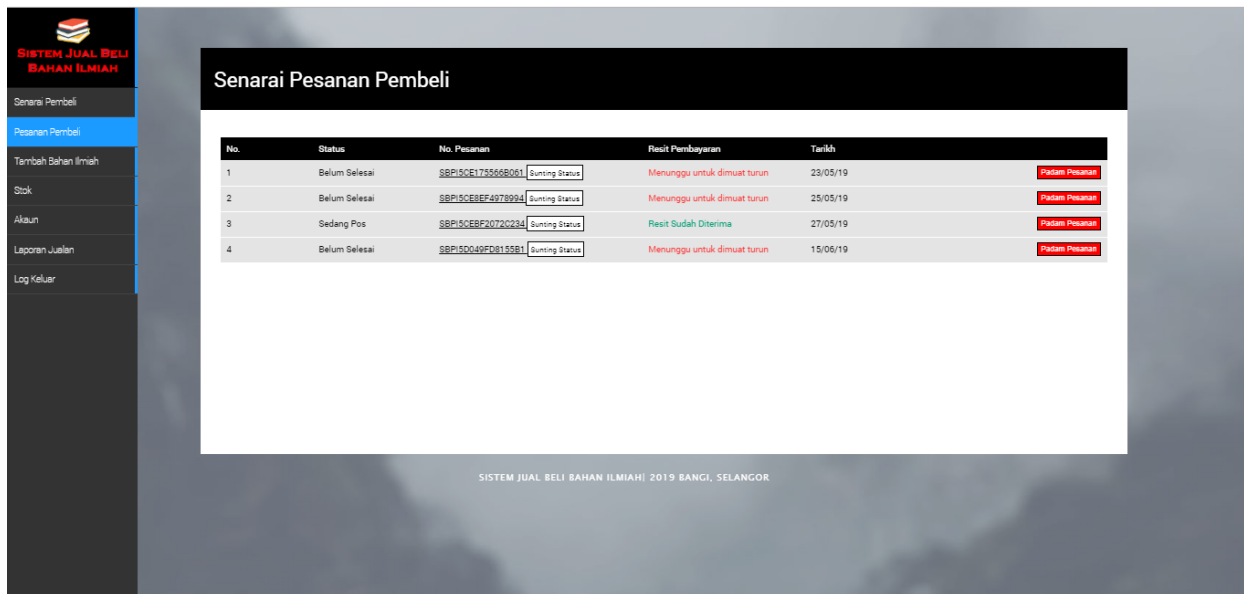 SISTEM JUAL BELI
BAHAN ILMIAH
Senarai Pembeli
Pesanan Pembeli
Tambah Bahan Ilmiah
Stok
Akaun
Laporan Jualan
Log Keluar
Senarai Pesanan Pembeli
No. Status No. Pesanan Resit Pembayaran Tarikh
1 Belum Selesai SBPI5CE175566B061 Sunting Status Menunggu untuk dimuat turun 23/05/19 Padam Pesanan
2 Belum Selesai SBPI5CE8EF4978994 Sunting Status Menunggu untuk dimuat turun 25/05/19 Padam Pesanan
3 Sedang Pos SBPI5CEBF2072C234 Sunting Status Resit Sudah Diterima 27/05/19 Padam Pesanan
4 Belum Selesai SBPI5D049FD8155B1 Sunting Status Menunggu untuk dimuat turun 15/06/19 Padam Pesanan
SISTEM JUAL BELI BAHAN ILMIAH| 2019 BANGI, SELANGOR